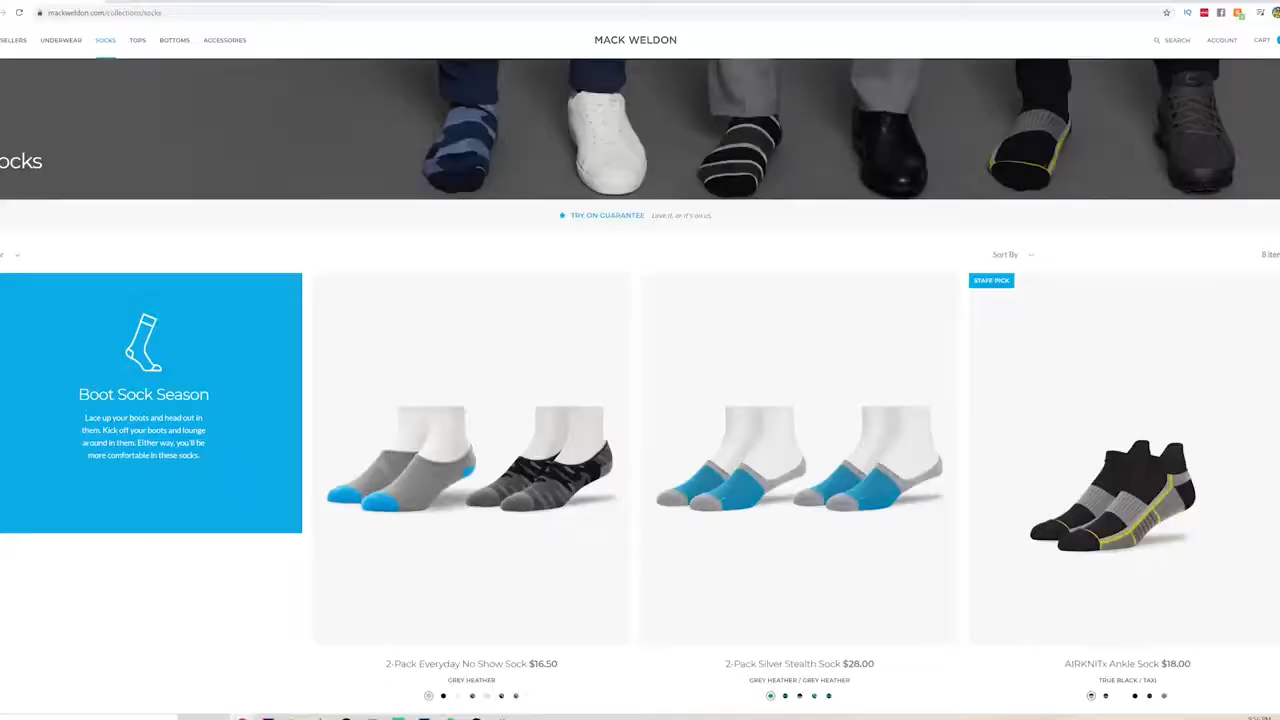 mackweldon.com/collections/socks
SELLERS UNDERWEAR SOCKS TOPS BOTTOMS ACCESSORIES MACK WELDON SEARCH ACCOUNT CART
ocks
TRY ON GUARANTEE Love it, or it's on us.
Sort By 8 iten
STAFF PICK
Boot Sock Season
Lace up your boots and head out in
them. Kick off your boots and lounge
around in them. Either way, you'll be
more comfortable in these socks.
2-Pack Everyday No Show Sock $16.50
GREY HEATHER
2-Pack Silver Stealth Sock $28.00
GREY HEATHER / GREY HEATHER
AIRKNITx Ankle Sock $18.00
TRUE BLACK / TAXI